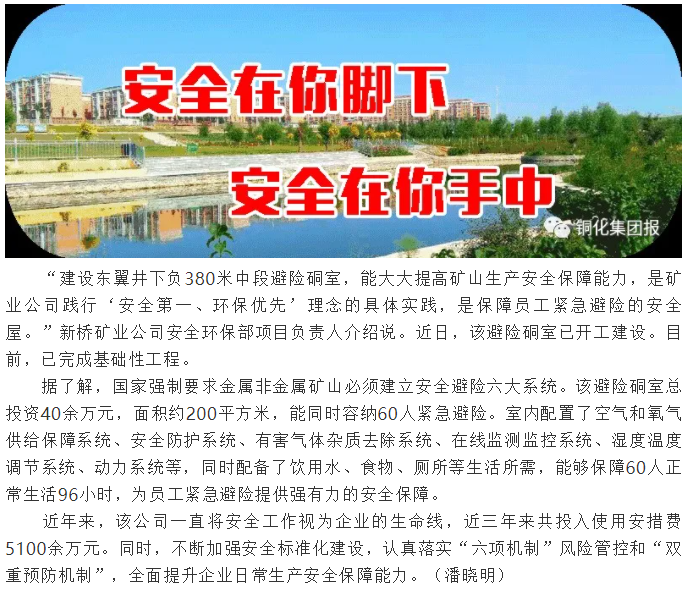 安全在你脚下
安全在你手中
铜化集团报
“建设东翼井下负380米中段避险硐室，能大大提高矿山生产安全保障能力，是矿
业公司践行‘安全第一、环保优先’理念的具体实践，是保障员工紧急避险的安全
屋。”新桥矿业公司安全环保部项目负责人介绍说。近日，该避险硐室已开工建设。目
前，已完成基础性工程。
据了解，国家强制要求金属非金属矿山必须建立安全避险六大系统。该避险硐室总
投资40余万元，面积约200平方米，能同时容纳60人紧急避险。室内配置了空气和氧气
供给保障系统、安全防护系统、有害气体杂质去除系统、在线监测监控系统、湿度温度
调节系统、动力系统等，同时配备了饮用水、食物、厕所等生活所需，能够保障60人正
常生活96小时，为员工紧急避险提供强有力的安全保障。
近年来，该公司一直将安全工作视为企业的生命线，近三年来共投入使用安措费
5100余万元。同时，不断加强安全标准化建设，认真落实“六项机制”风险管控和“双
重预防机制”，全面提升企业日常生产安全保障能力。（潘晓明）